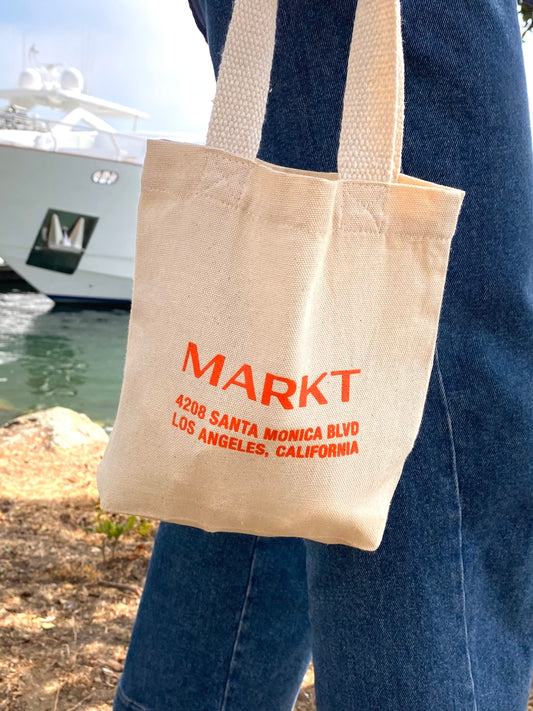 MARKT
4208 SANTA MONICA BLVD
LOS ANGELES, CALIFORNIA